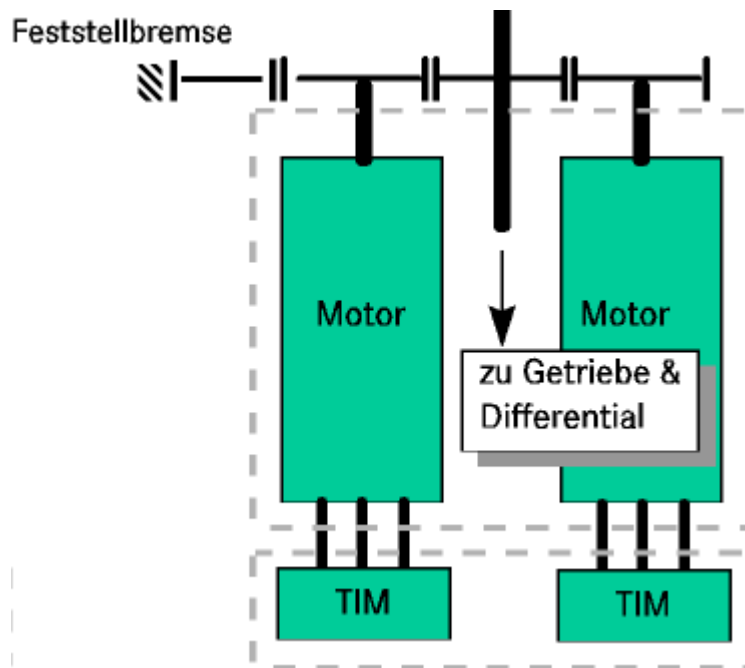 Feststellbremse
Motor
Motor
zu Getriebe &
Differential
TIM
TIM